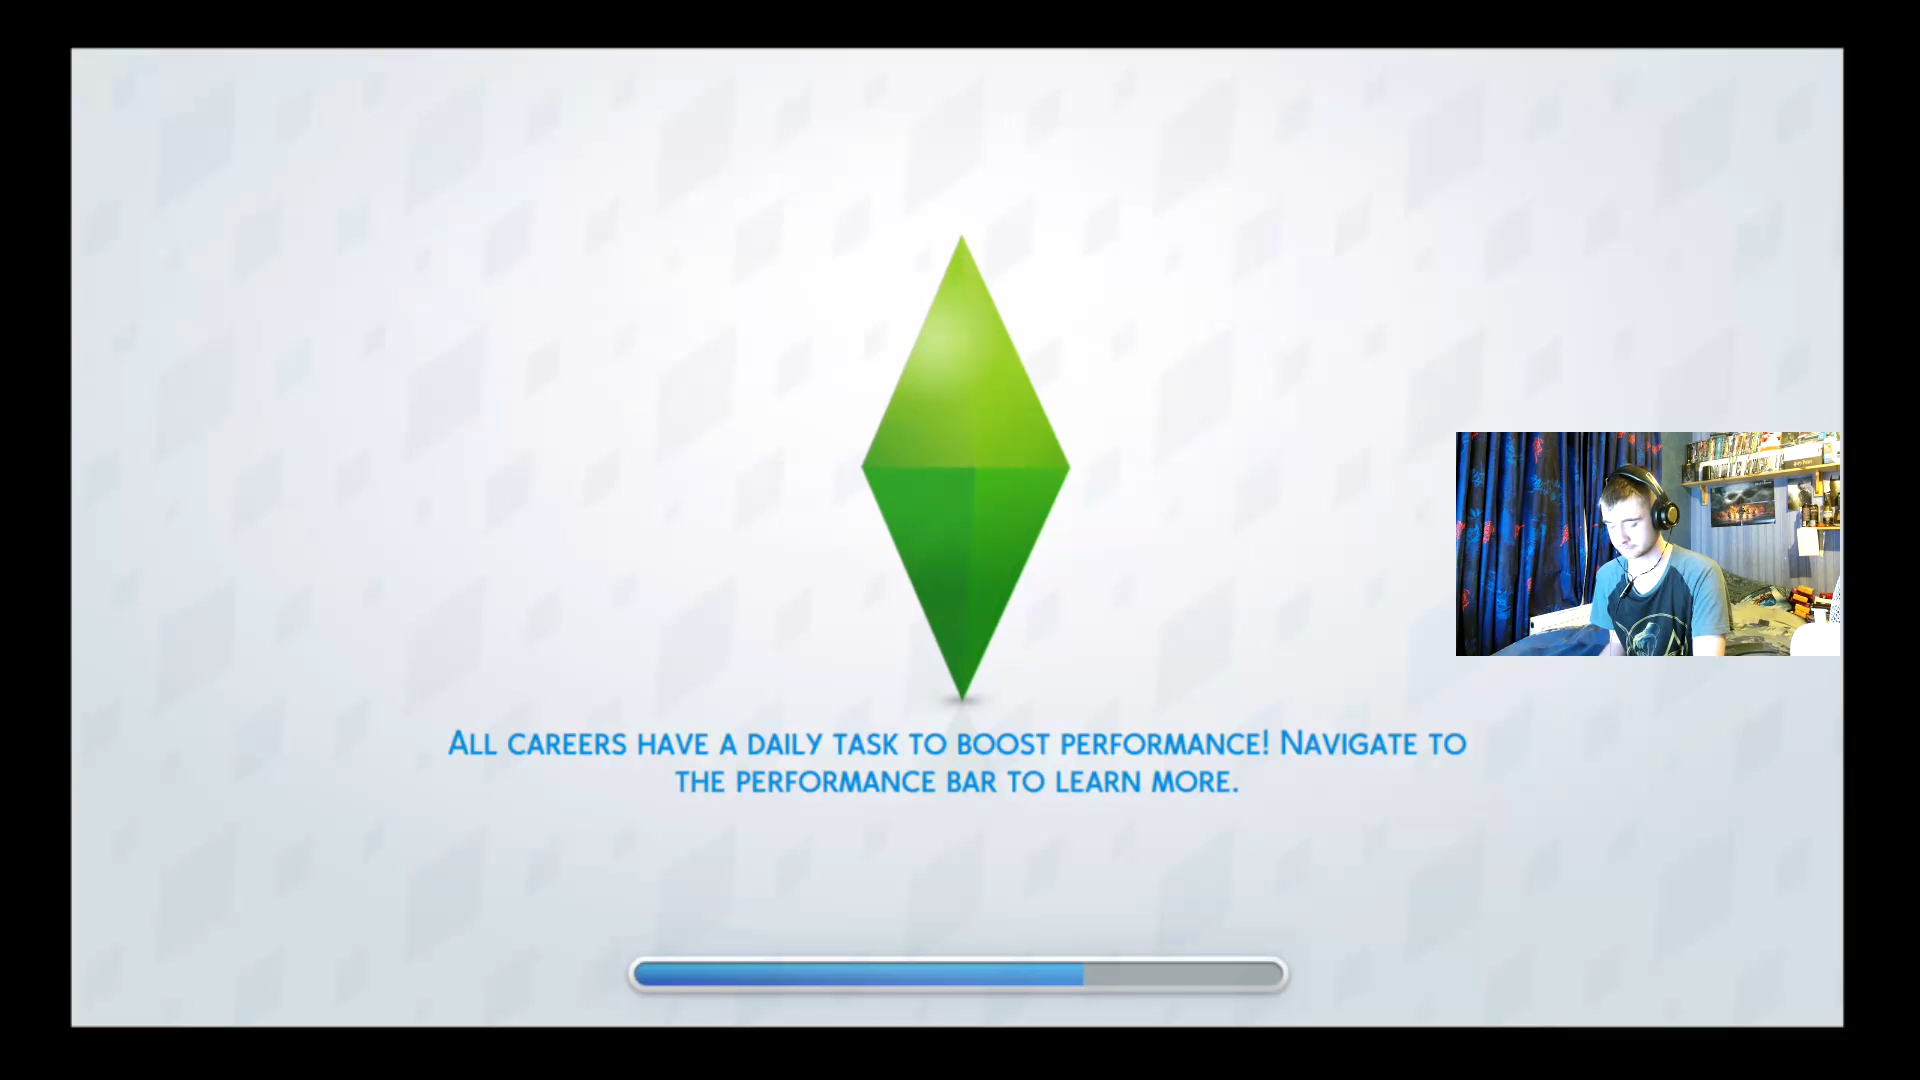 ALL CAREERS HAVE A DAILY TASK TO BOOST PERFORMANCE! NAVIGATE TO
THE PERFORMANCE BAR TO LEARN MORE.